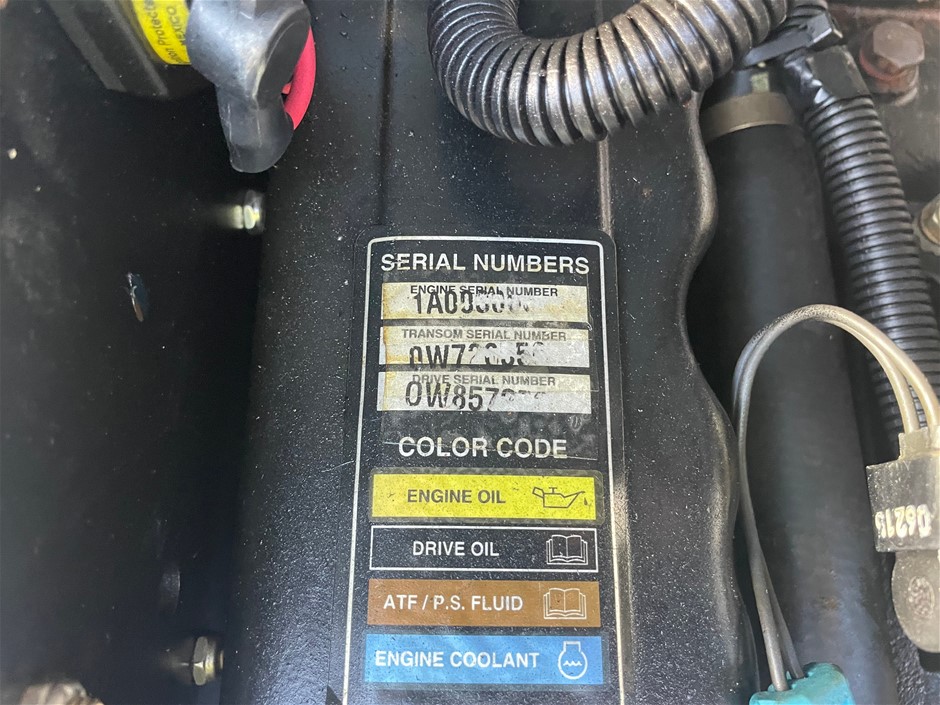 SERIAL NUMBERS
ENGINE SERIAL NUMBER
TRANSOM SERIAL NUMBER
DRIVE SERIAL NUMBER
COLOR CODE
ENGINE OIL
DRIVE OIL
ATF / P.S. FLUID
ENGINE COOLANT
06215